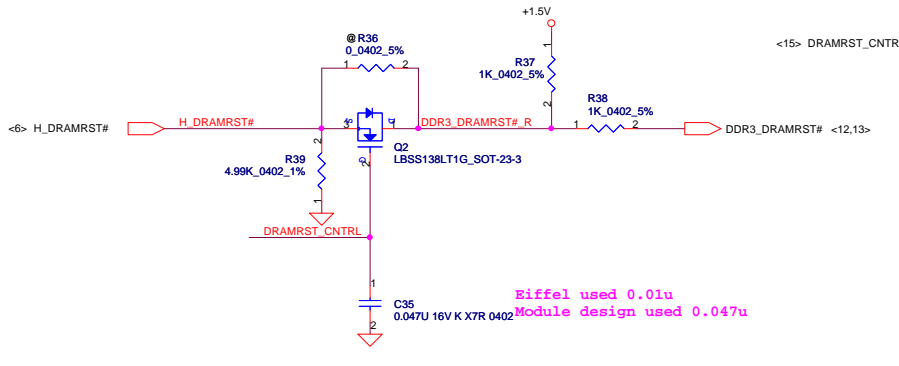 +1.5V
@ R36
0_0402_5%
<15> DRAMRST_CNTR
1
2
1
R37
1K_0402_5%
2
R38
1K_0402_5%
<6> H_DRAMRST#
H_DRAMRST#
3
S
D
1
DDR3_DRAMRST#_R
1
2
DDR3_DRAMRST# <12,13>
Q2
LBSS138LT1G_SOT-23-3
G
2
2
R39
4.99K_0402_1%
1
DRAMRST_CNTRL
1
C35
0.047U 16V K X7R 0402
2
Eiffel used 0.01u
Module design used 0.047u